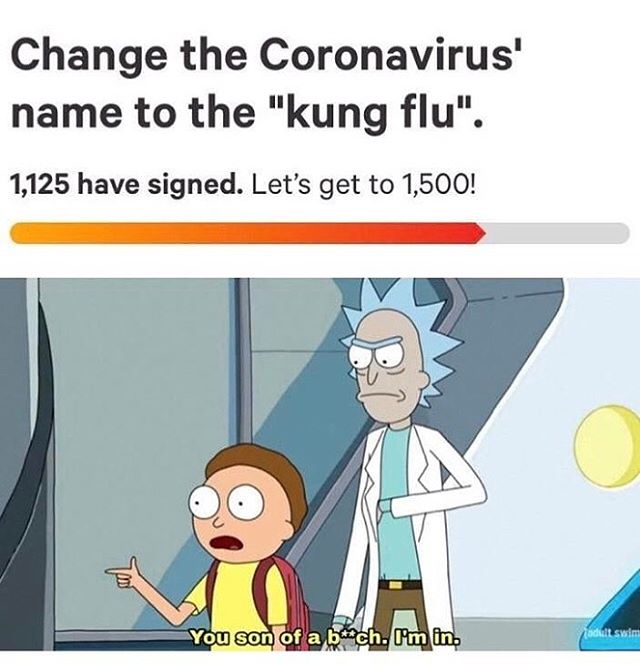 Change the Coronavirus'
name to the "kung flu".
1,125 have signed. Let's get to 1,500!
You son of a b**ch. I'm in.
[adult swim